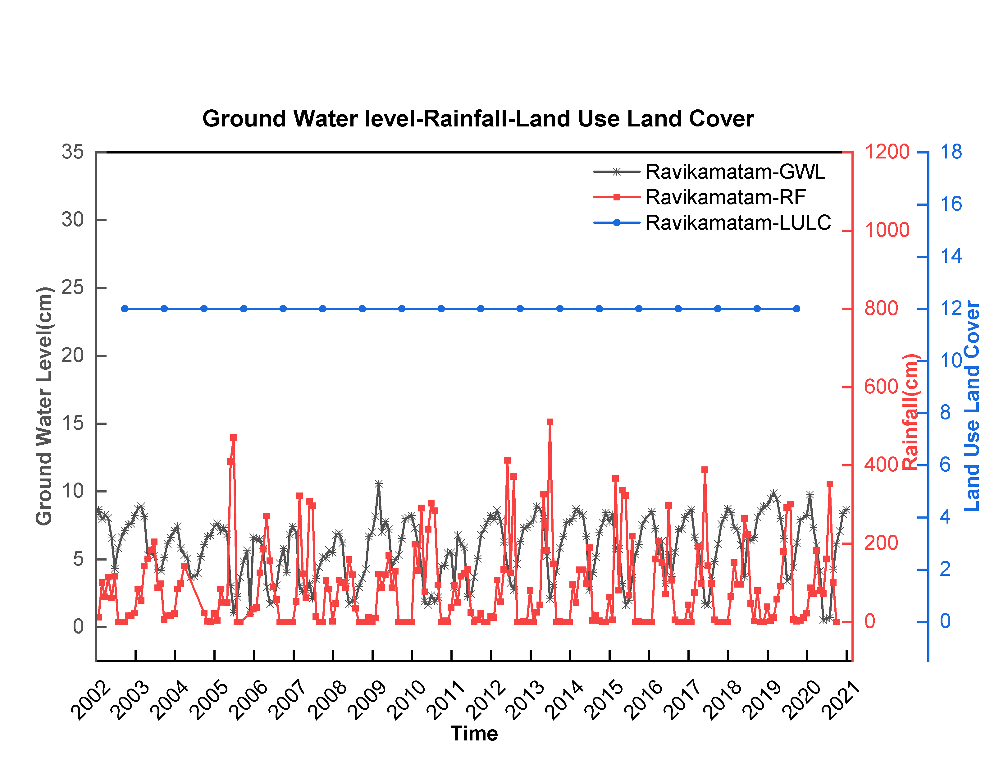 Ground Water level-Rainfall-Land Use Land Cover
Ravikamatam-GWL
Ravikamatam-RF
Ravikamatam-LULC
Ground Water Level(cm)
35
30
25
20
15
10
5
0
1200
1000
800
600
400
200
0
Rainfall(cm)
18
16
14
12
10
8
6
4
2
0
Land Use Land Cover
2002 2003 2004 2005 2006 2007 2008 2009 2010 2011 2012 2013 2014 2015 2016 2017 2018 2019 2020 2021
Time